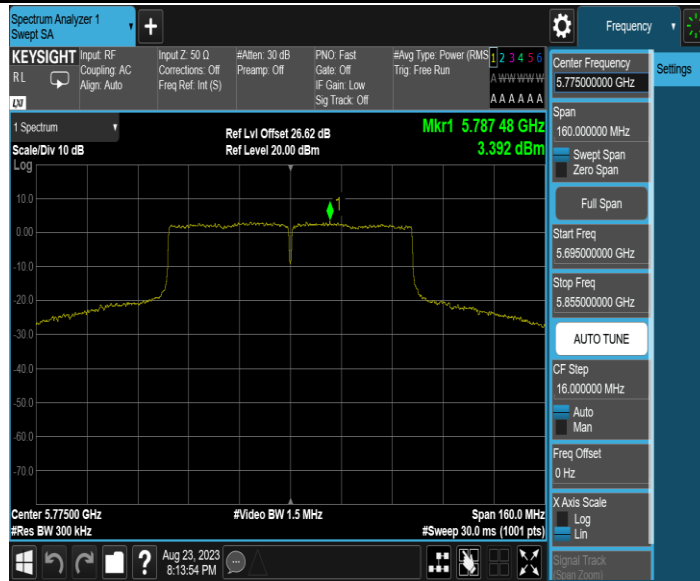 Spectrum Analyzer 1
Swept SA
Frequency
KEYSIGHT
RL
LXI
Input: RF
Coupling: AC
Align: Auto
Input Z: 50 Ω
Corrections: Off
Freq Ref: Int (S)
#Atten: 30 dB
Preamp: Off
PNO: Fast
Gate: Off
IF Gain: Low
Sig Track: Off
#Avg Type: Power (RMS
Trig: Free Run
1 2 3 4 5 6
A W W W W W
A A A A A A
1 Spectrum
Scale/Div 10 dB
Log
Ref Lvl Offset 26.62 dB
Ref Level 20.00 dBm
Mkr1 5.787 48 GHz
3.392 dBm
10.0
0.00
-10.0
-20.0
-30.0
-40.0
-50.0
-60.0
-70.0
1
Center 5.77500 GHz
#Res BW 300 kHz
#Video BW 1.5 MHz
Span 160.0 MHz
#Sweep 30.0 ms (1001 pts)
Aug 23, 2023
8:13:54 PM
Center Frequency
5.775000000 GHz
Span
160.000000 MHz
Swept Span
Zero Span
Full Span
Start Freq
5.695000000 GHz
Stop Freq
5.855000000 GHz
AUTO TUNE
CF Step
16.000000 MHz
Auto
Man
Freq Offset
0 Hz
X Axis Scale
Log
Lin
Signal Track
(Span Zoom)
Settings